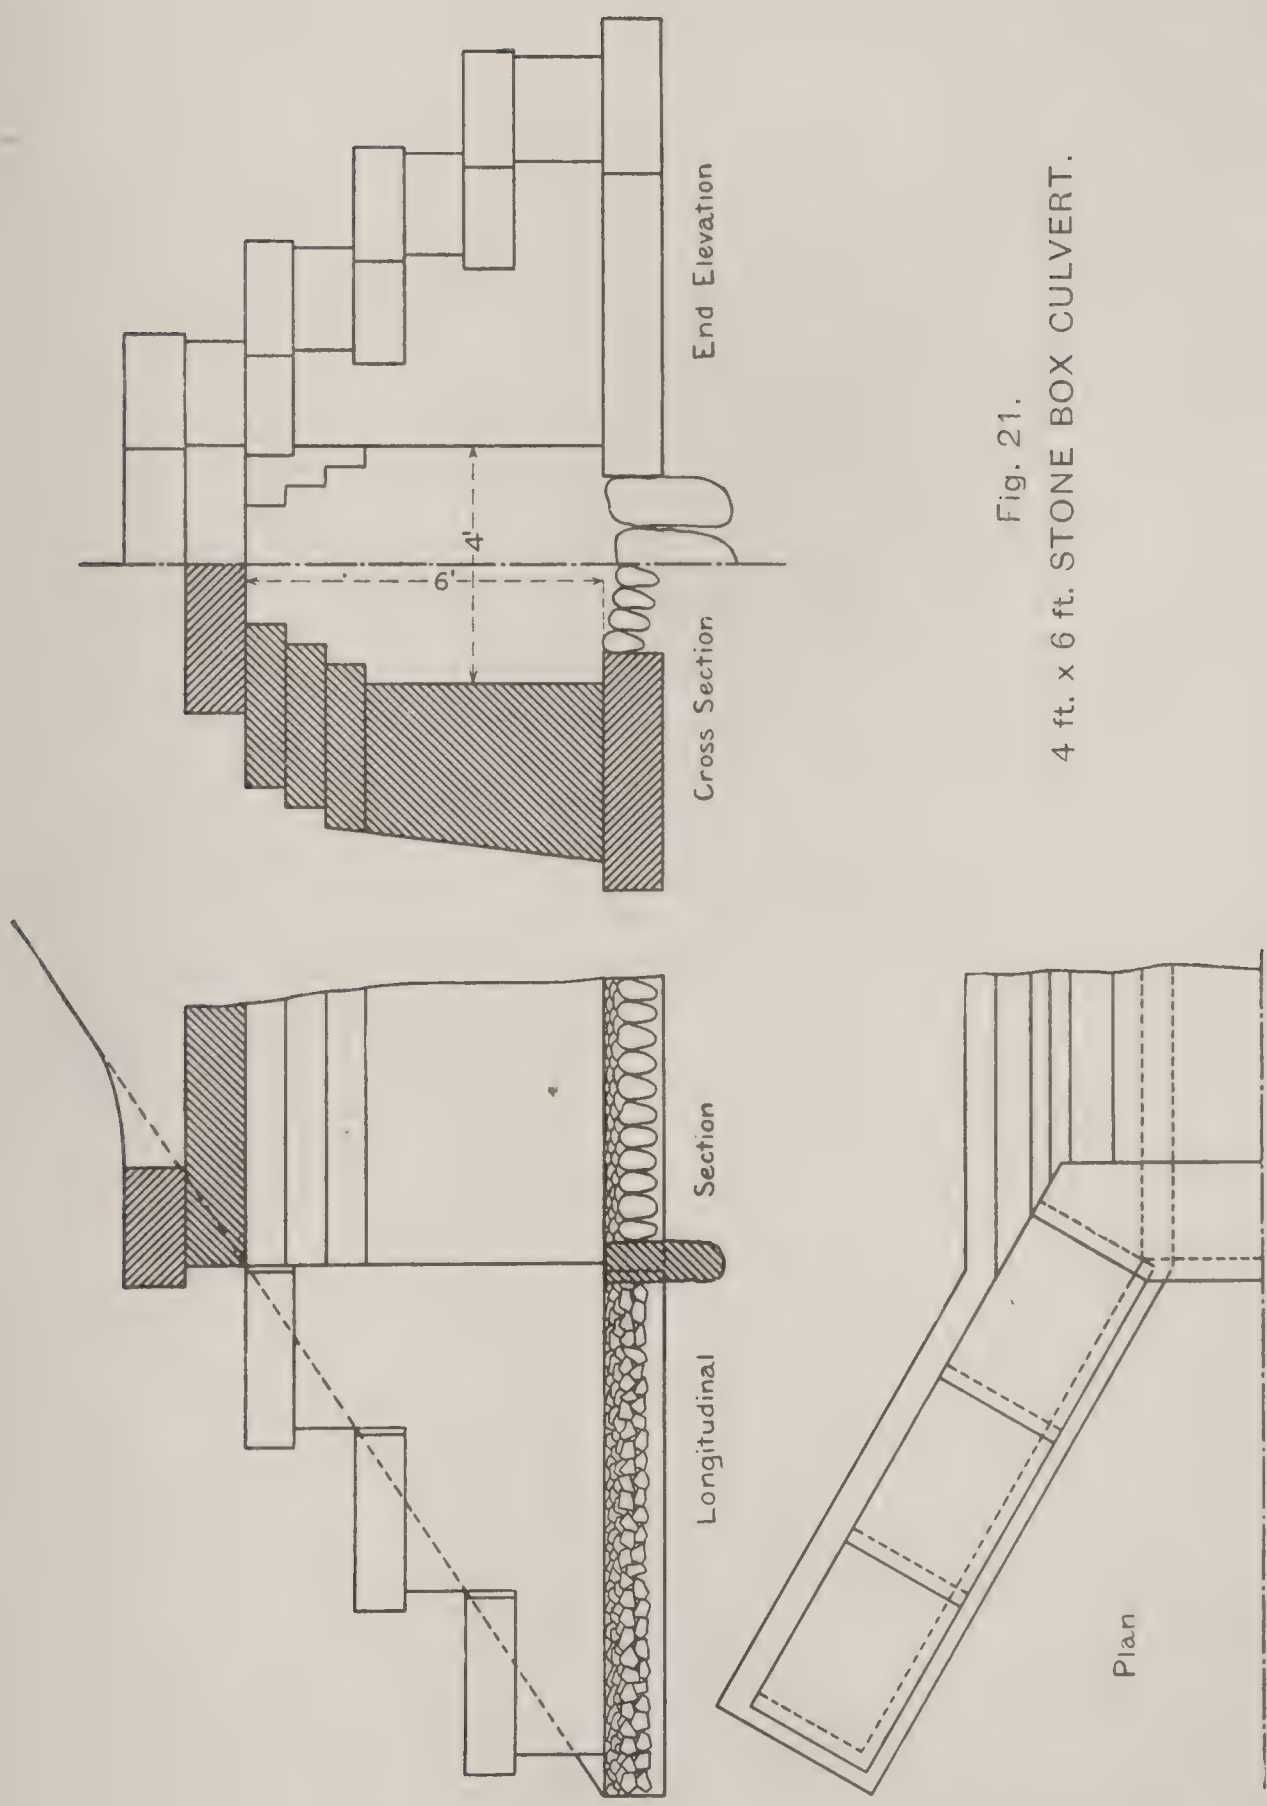 End Elevation
4'
6'
Cross Section
Longitudinal Section
Plan
Fig. 21.
4 ft. x 6 ft. STONE BOX CULVERT.